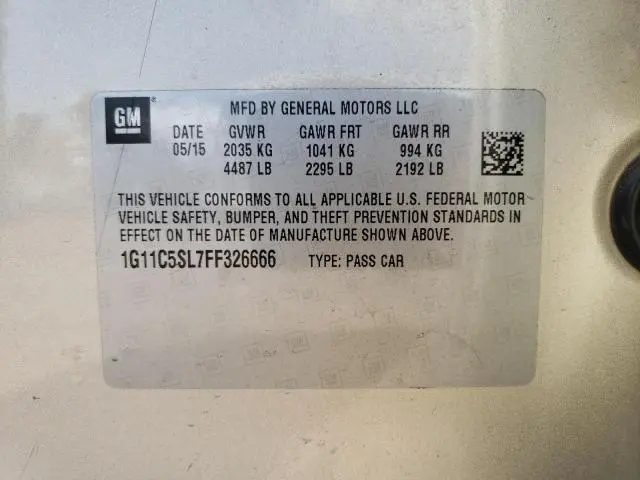 GM
MFD BY GENERAL MOTORS LLC
DATE GVWR GAWR FRT GAWR RR
05/15 2035 KG 1041 KG 994 KG
4487 LB 2295 LB 2192 LB
THIS VEHICLE CONFORMS TO ALL APPLICABLE U.S. FEDERAL MOTOR
VEHICLE SAFETY, BUMPER, AND THEFT PREVENTION STANDARDS IN
EFFECT ON THE DATE OF MANUFACTURE SHOWN ABOVE.
1G11C5SL7FF326666 TYPE: PASS CAR